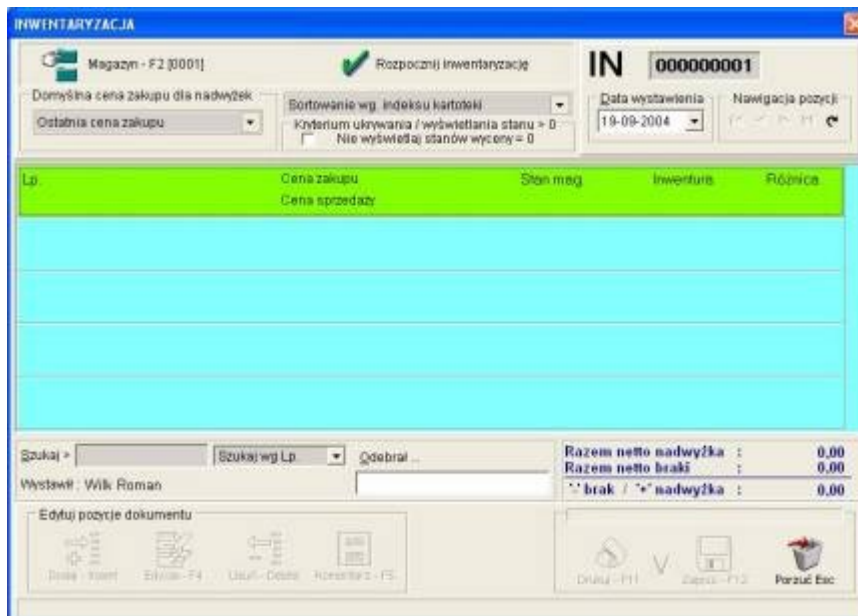 INWENTARYZACJA
Magazyn - F2 [0001]
Rozpocznij inwentaryzację
IN 000000001
Domyślna cena zakupu dla nadwyżek
Ostatnia cena zakupu
Sortowanie wg. indeksu kartoteki
Kryterium ukrywania / wyświetlania stanu > 0
Nie wyświetlaj stanów wyceny = 0
Data wystawienia
19-09-2004
Nawigacja pozycji
Lp. Cena zakupu Stan mag. Inwentura Różnica
Cena sprzedaży
Szukaj > Szukaj wg Lp. Odebrał ...
Wystawił : Wilk Roman
Razem netto nadwyżka : 0,00
Razem netto braki : 0,00
'-' brak / '+' nadwyżka : 0,00
Edytuj pozycje dokumentu
Dodaj - Insert Edycja - F4 Usuń - Delete Komentarz - F5
Drukuj - F11 Zapisz - F12 Porzuć Esc